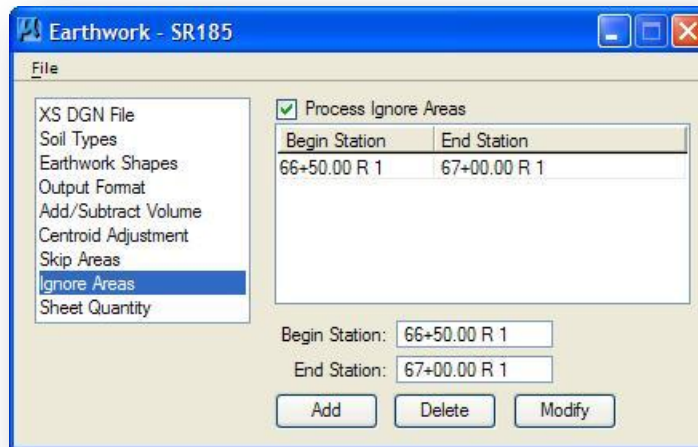 Earthwork - SR185
File
XS DGN File
Soil Types
Earthwork Shapes
Output Format
Add/Subtract Volume
Centroid Adjustment
Skip Areas
Ignore Areas
Sheet Quantity
Process Ignore Areas
Begin Station End Station
66+50.00 R 1 67+00.00 R 1
Begin Station: 66+50.00 R 1
End Station: 67+00.00 R 1
Add Delete Modify